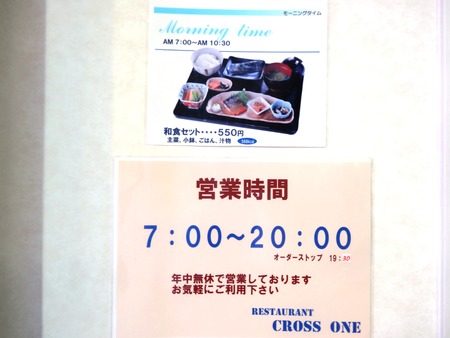 モーニングタイム
Morning time
AM 7:00～AM 10:30
和食セット････550円
主菜、小鉢、ごはん、汁物
営業時間
7：00～20：00
オーダーストップ 19：30
年中無休で営業しております
お気軽にご利用下さい
RESTAURANT
CROSS ONE